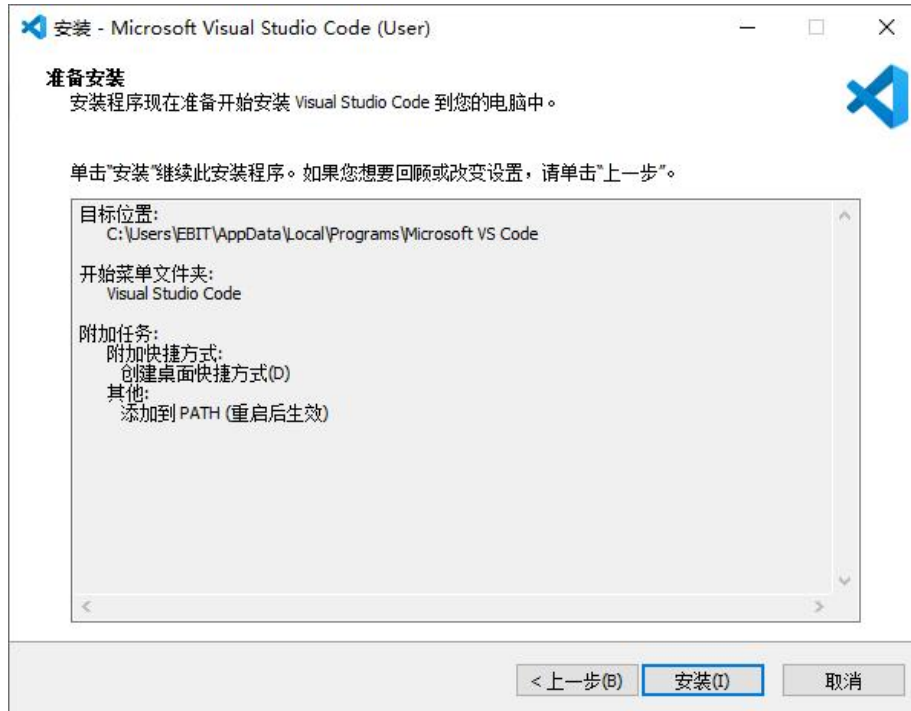 安装 - Microsoft Visual Studio Code (User)
准备安装
安装程序现在准备开始安装 Visual Studio Code 到您的电脑中。
单击"安装"继续此安装程序。如果您想要回顾或改变设置，请单击"上一步"。
目标位置:
C:\Users\EBIT\AppData\Local\Programs\Microsoft VS Code
开始菜单文件夹:
Visual Studio Code
附加任务:
附加快捷方式:
创建桌面快捷方式(D)
其他:
添加到 PATH (重启后生效)
< 上一步(B)
安装(I)
取消